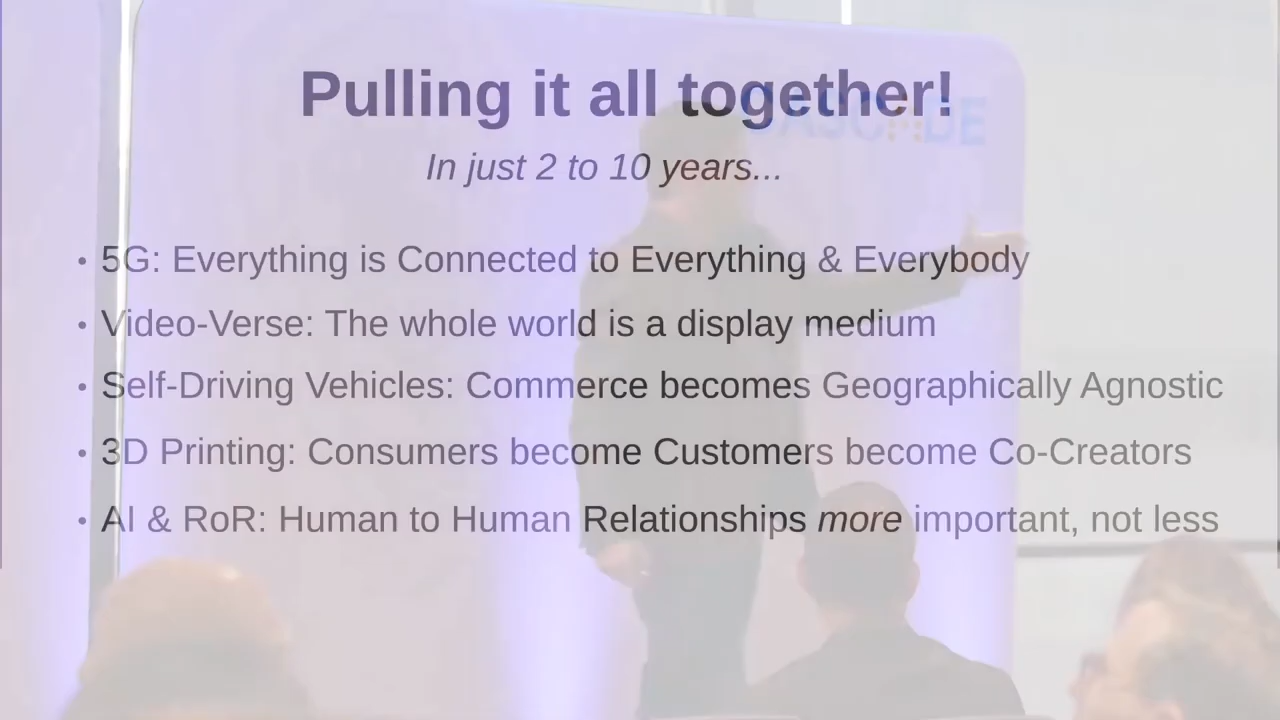 Pulling it all together!
CASCADE
In just 2 to 10 years...
• 5G: Everything is Connected to Everything & Everybody
• Video-Verse: The whole world is a display medium
• Self-Driving Vehicles: Commerce becomes Geographically Agnostic
• 3D Printing: Consumers become Customers become Co-Creators
• AI & RoR: Human to Human Relationships more important, not less